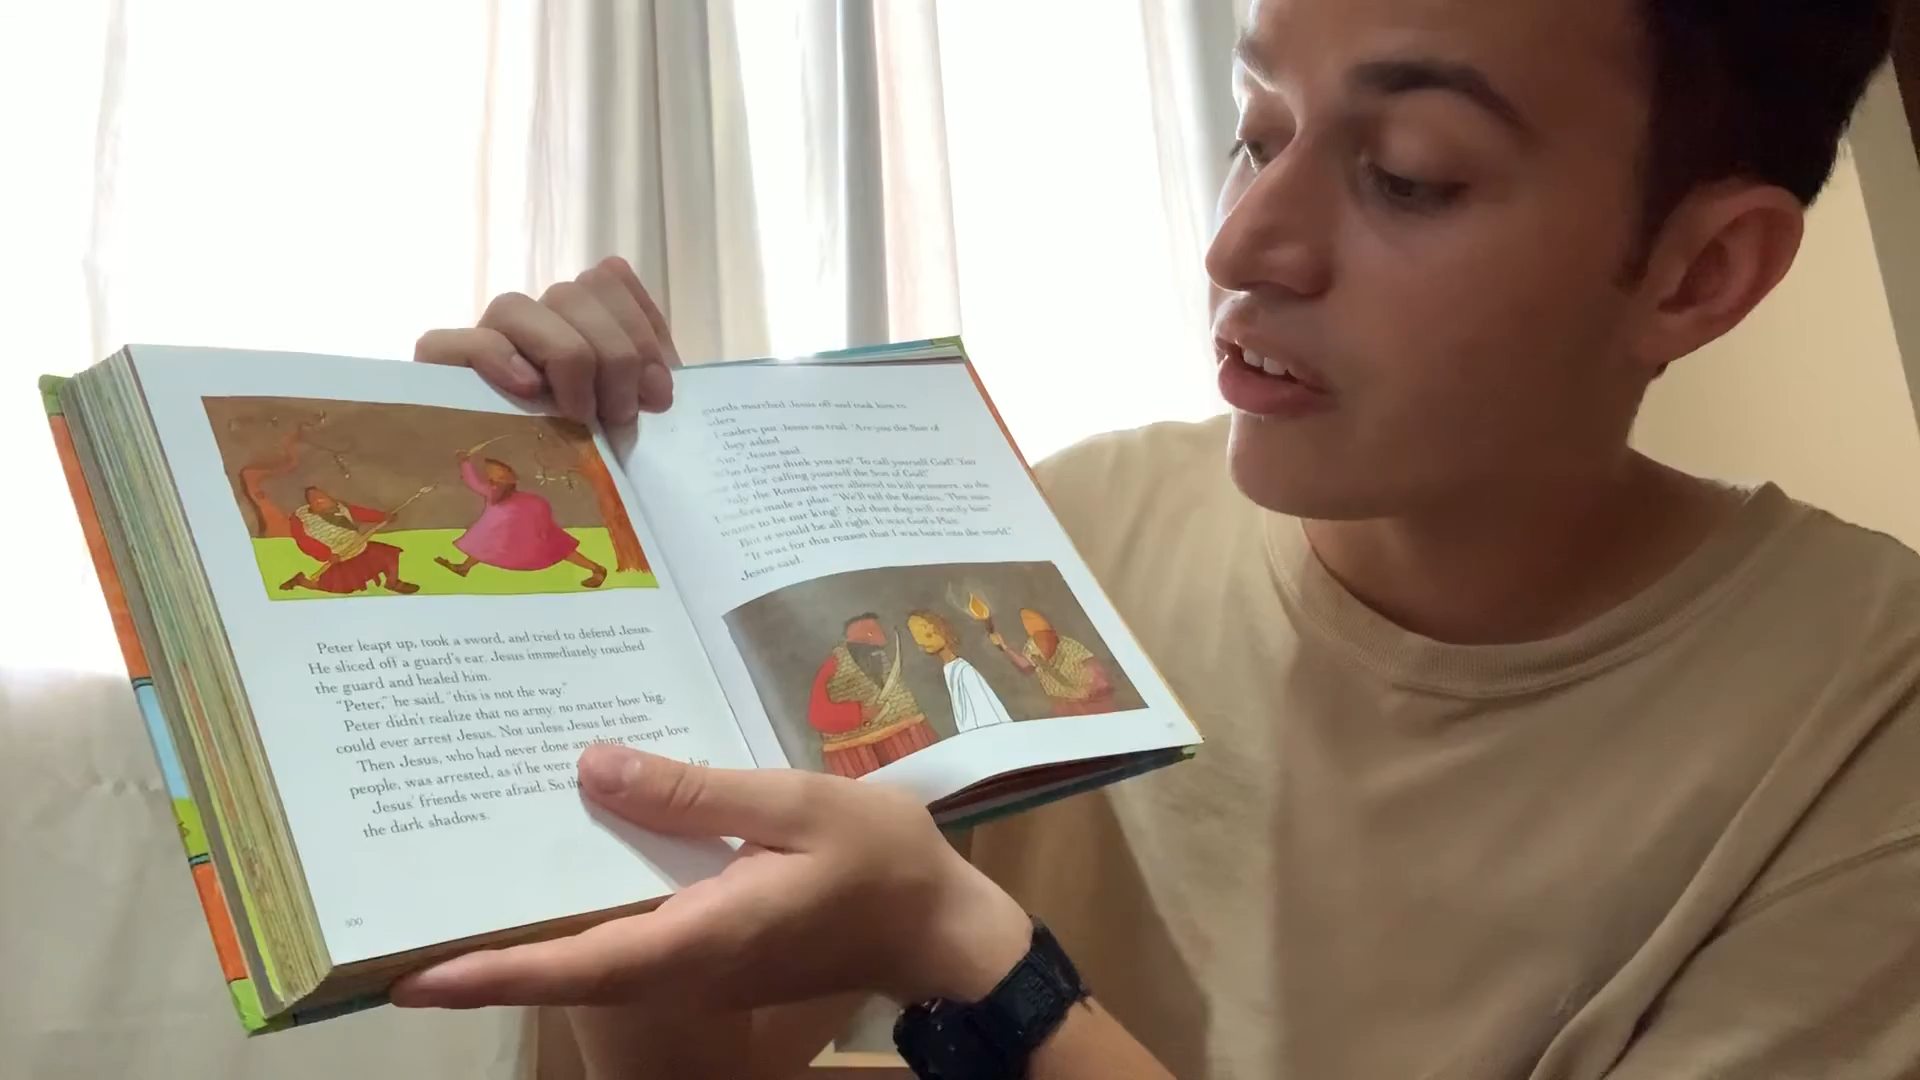 Peter leapt up, took a sword, and tried to defend Jesus.
He sliced off a guard's ear. Jesus immediately touched
the guard and healed him.
"Peter," he said, "this is not the way."
Peter didn't realize that no army, no matter how big,
could ever arrest Jesus. Not unless Jesus let them.
Then Jesus, who had never done anything except love
people, was arrested, as if he were
Jesus' friends were afraid. So
the dark shadows.
300
marched Jesus off and took him to
put Jesus on trial. "Are you the Son of
they asked
Jesus said.
do you think you are? To call yourself God? You
die for calling yourself the Son of God!"
the Romans were allowed to kill prisoners, so the
made a plan. "We'll tell the Romans, 'This man
wants to be our king!' And then they will crucify him"
But it would be all right. It was God's Plan.
"It was for this reason that I was born into the world,"
Jesus said.